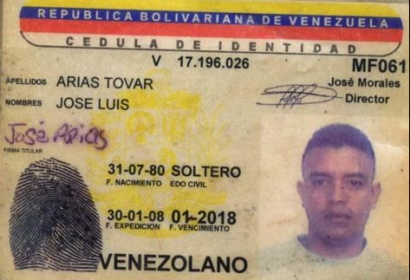 REPUBLICA BOLIVARIANA DE VENEZUELA
CEDULA DE IDENTIDAD
V 17.196.026 MF061
APELLIDOS ARIAS TOVAR José Morales
Director
NOMBRES JOSE LUIS
José Arias
FIRMA TITULAR
31-07-80 SOLTERO
F. NACIMIENTO EDO CIVIL
30-01-08 01-2018
F. EXPEDICION F. VENCIMIENTO
VENEZOLANO